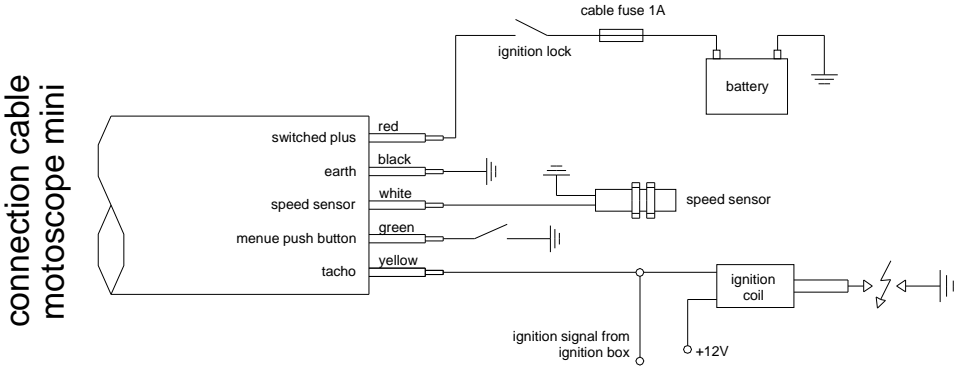 connection cable
motoscope mini
cable fuse 1A
ignition lock
battery
switched plus
red
earth
black
speed sensor
white
speed sensor
menue push button
green
tacho
yellow
ignition
coil
ignition signal from
ignition box
+12V